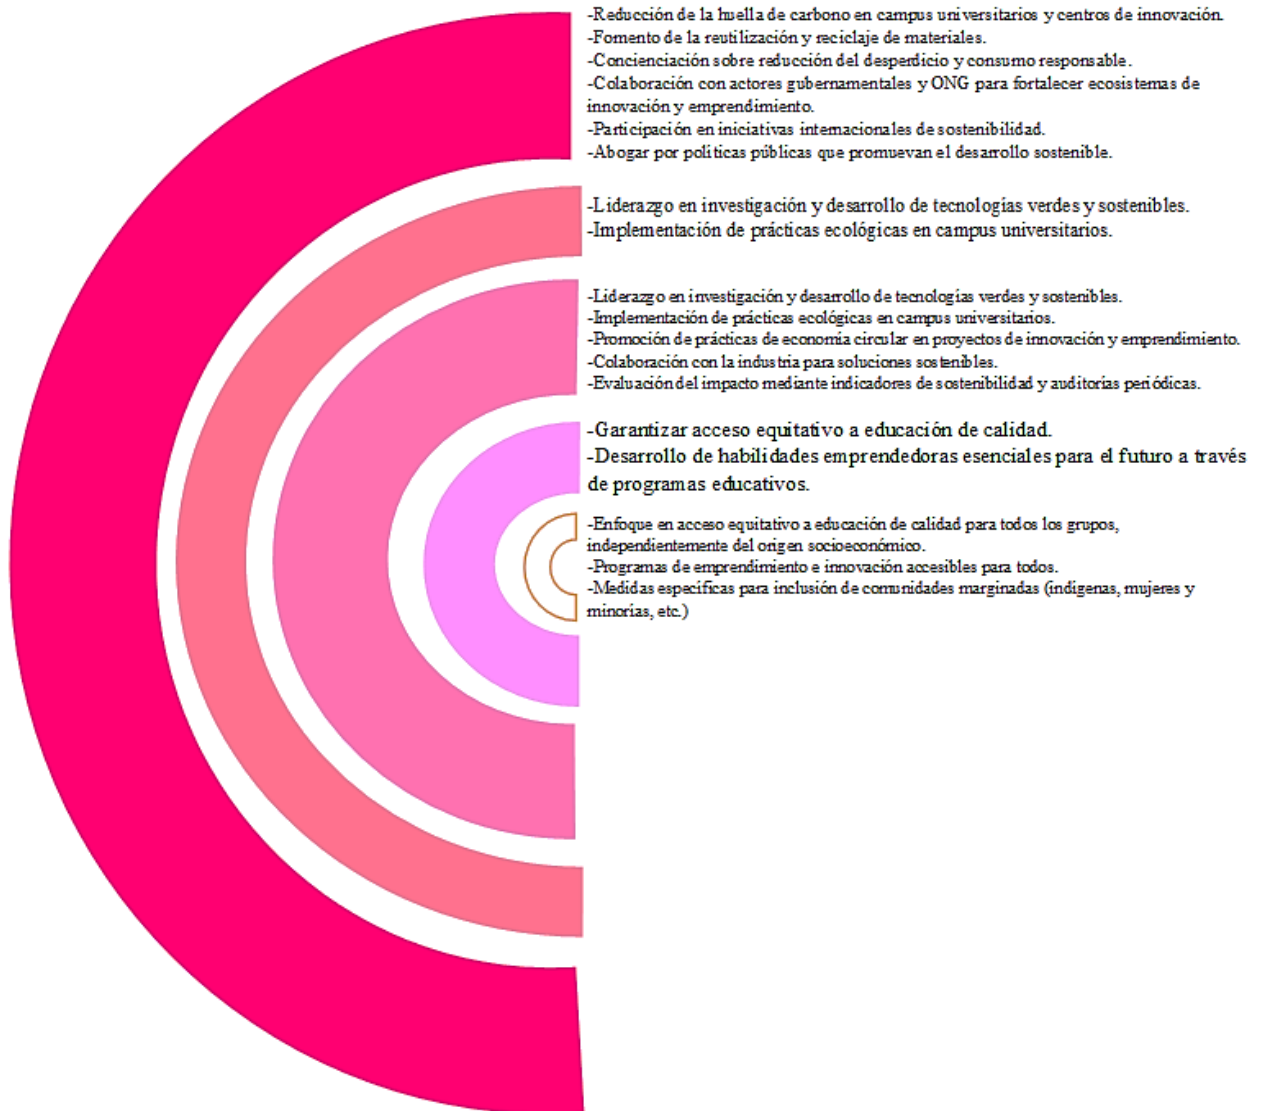 -Reducción de la huella de carbono en campus universitarios y centros de innovación.
-Fomento de la reutilización y reciclaje de materiales.
-Concienciación sobre reducción del desperdicio y consumo responsable.
-Colaboración con actores gubernamentales y ONG para fortalecer ecosistemas de
innovación y emprendimiento.
-Participación en iniciativas internacionales de sostenibilidad.
-Abogar por políticas públicas que promuevan el desarrollo sostenible.
-Liderazgo en investigación y desarrollo de tecnologías verdes y sostenibles.
-Implementación de prácticas ecológicas en campus universitarios.
-Liderazgo en investigación y desarrollo de tecnologías verdes y sostenibles.
-Implementación de prácticas ecológicas en campus universitarios.
-Promoción de prácticas de economía circular en proyectos de innovación y emprendimiento.
-Colaboración con la industria para soluciones sostenibles.
-Evaluación del impacto mediante indicadores de sostenibilidad y auditorías periódicas.
-Garantizar acceso equitativo a educación de calidad.
-Desarrollo de habilidades emprendedoras esenciales para el futuro a través
de programas educativos.
-Enfoque en acceso equitativo a educación de calidad para todos los grupos,
independientemente del origen socioeconómico.
-Programas de emprendimiento e innovación accesibles para todos.
-Medidas específicas para inclusión de comunidades marginadas (indígenas, mujeres y
minorías, etc.)